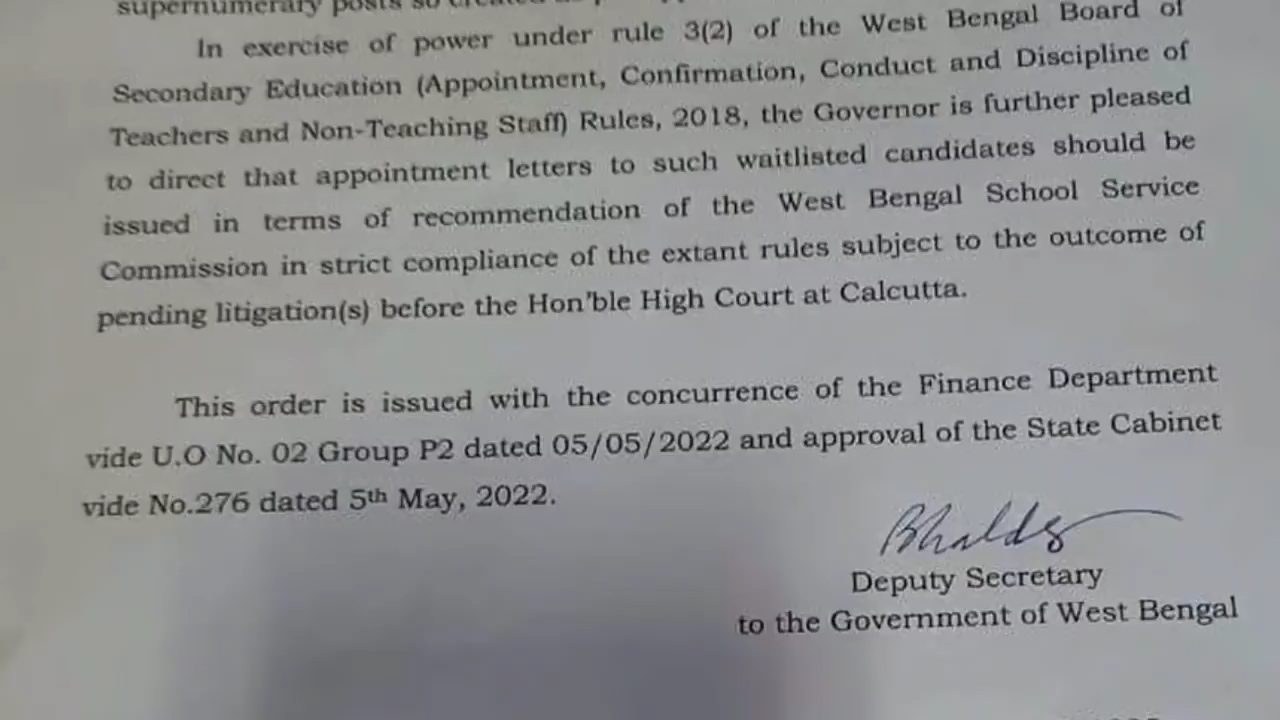 supernumerary posts so created
In exercise of power under rule 3(2) of the West Bengal Board of
Secondary Education (Appointment, Confirmation, Conduct and Discipline of
Teachers and Non-Teaching Staff) Rules, 2018, the Governor is further pleased
to direct that appointment letters to such waitlisted candidates should be
issued in terms of recommendation of the West Bengal School Service
Commission in strict compliance of the extant rules subject to the outcome of
pending litigation(s) before the Hon'ble High Court at Calcutta.
This order is issued with the concurrence of the Finance Department
vide U.O No. 02 Group P2 dated 05/05/2022 and approval of the State Cabinet
vide No.276 dated 5th May, 2022.
Deputy Secretary
to the Government of West Bengal